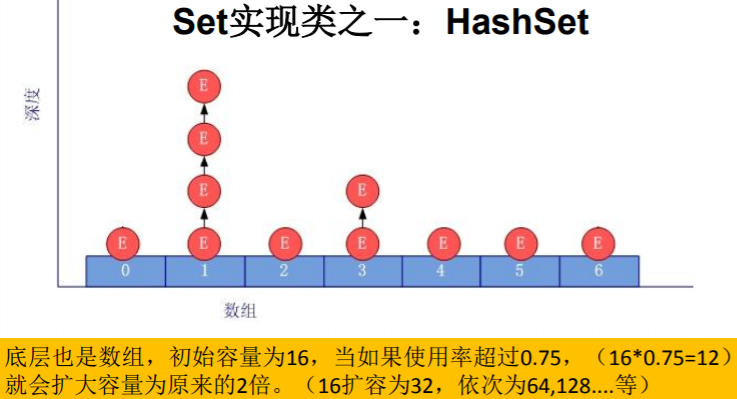 Set实现类之一：HashSet
深度
E
E
E
E
E
E
E
E
E
E
E
0 1 2 3 4 5 6
数组
底层也是数组，初始容量为16，当如果使用率超过0.75，（16*0.75=12）
就会扩大容量为原来的2倍。（16扩容为32，依次为64,128....等）